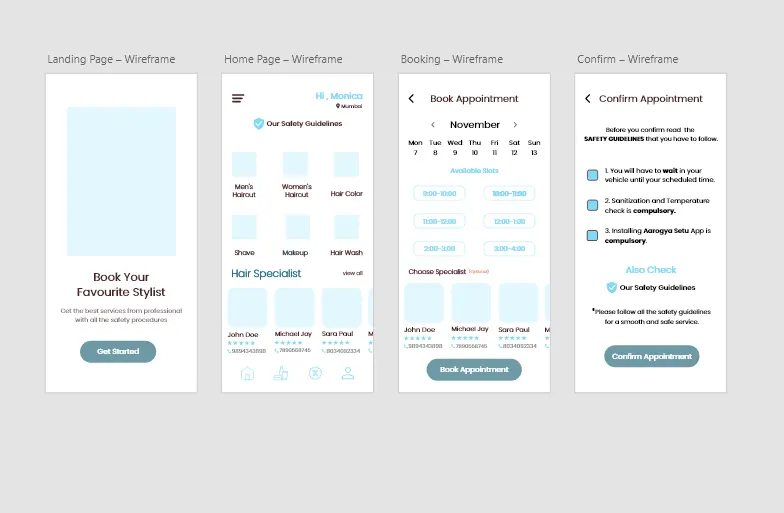 Landing Page – Wireframe
Book Your
Favourite Stylist
Get the best services from professional
with all the safety procedures
Get Started
Home Page – Wireframe
Hi , Monica
Mumbai
Our Safety Guidelines
Men's
Haircut
Women's
Haircut
Hair Color
Shave
Makeup
Hair Wash
Hair Specialist
view all
John Doe
9894343898
Michael Jay
7890568745
Sara Paul
8034092334
M
Booking – Wireframe
Book Appointment
November
Mon Tue Wed Thu Fri Sat Sun
7 8 9 10 11 12 13
Available Slots
9:00-10:00
10:00-11:00
11:00-12:00
12:00-1:00
2:00-3:00
3:00-4:00
Choose Specialist (optional)
John Doe
9894343898
Michael Jay
7890568745
Sara Paul
8034092334
M
Book Appointment
Confirm – Wireframe
Confirm Appointment
Before you confirm read the
SAFETY GUIDELINES that you have to follow.
1. You will have to wait in your
vehicle until your scheduled time.
2. Sanitization and Temperature
check is compulsory.
3. Installing Aarogya Setu App is
compulsory.
Also Check
Our Safety Guidelines
*Please follow all the safety guidelines
for a smooth and safe service.
Confirm Appointment